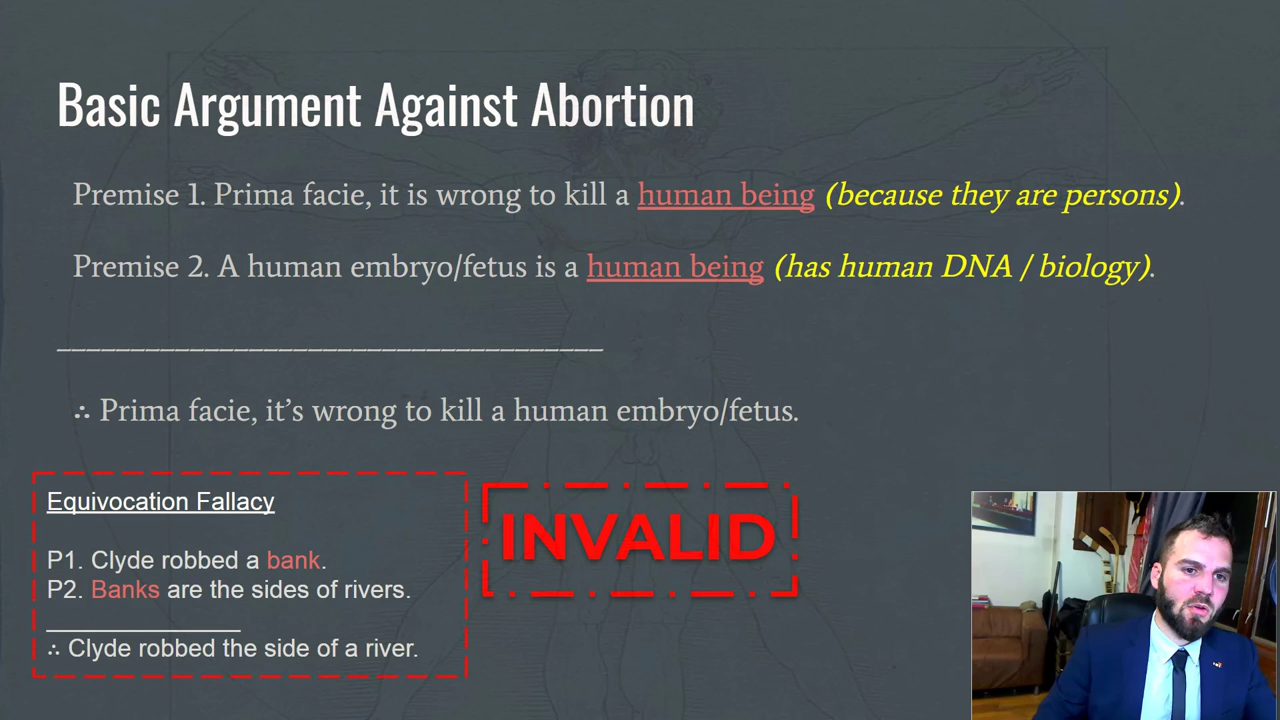 Basic Argument Against Abortion
Premise 1. Prima facie, it is wrong to kill a human being (because they are persons).
Premise 2. A human embryo/fetus is a human being (has human DNA / biology).
_____________________________________
∴ Prima facie, it’s wrong to kill a human embryo/fetus.
Equivocation Fallacy
P1. Clyde robbed a bank.
P2. Banks are the sides of rivers.
_______________
∴ Clyde robbed the side of a river.
INVALID